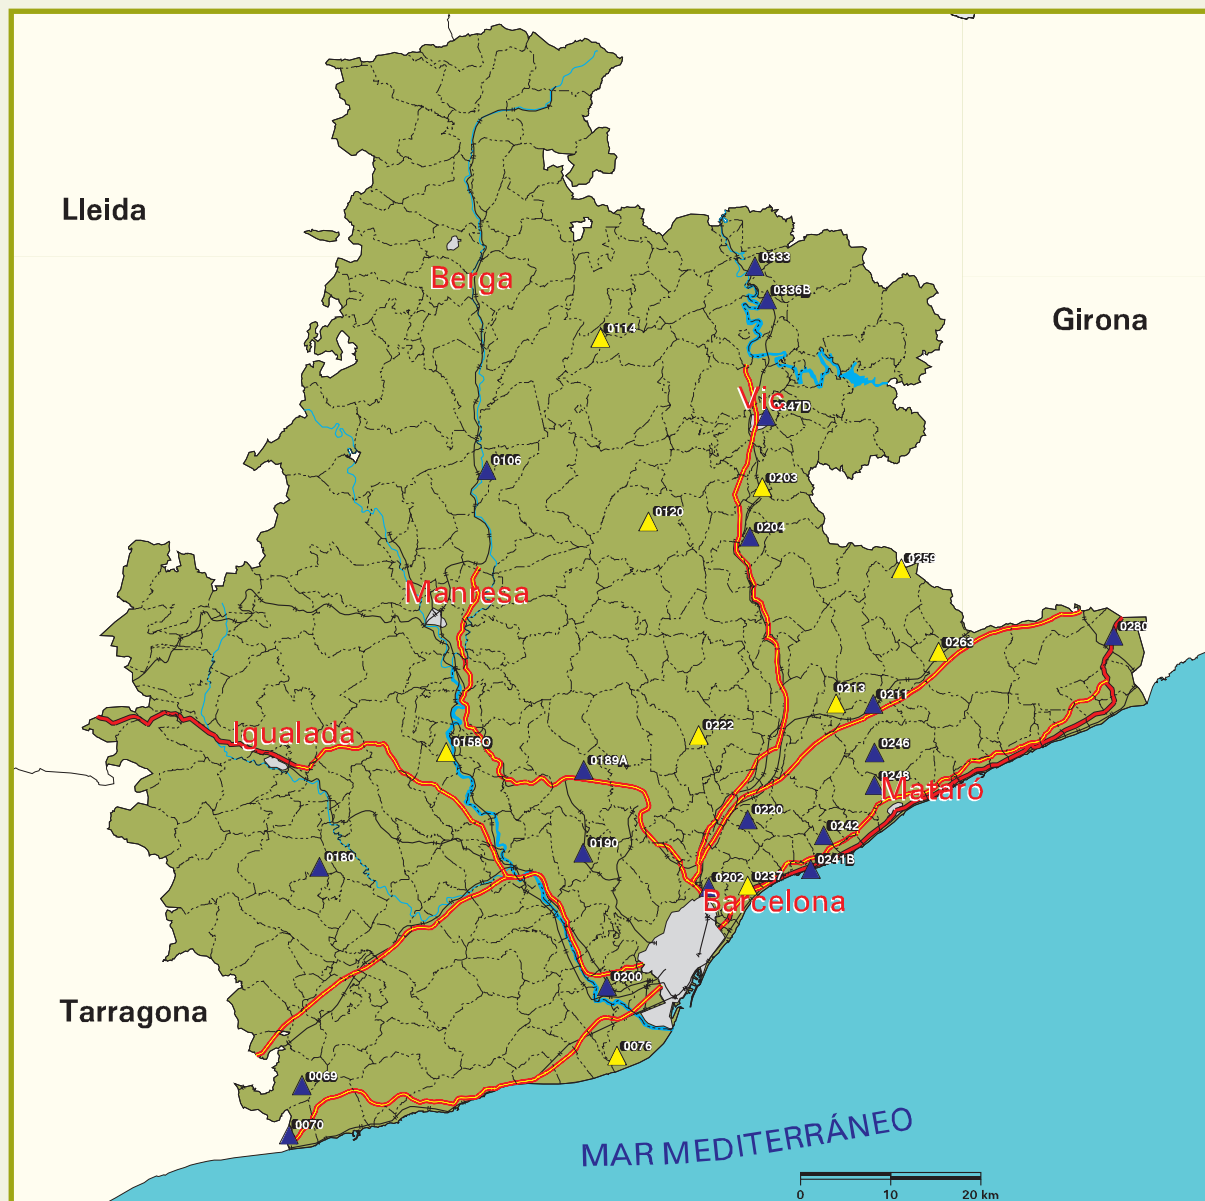 Lleida
0333
Berga
0336B
Girona
0114
Vic
0347D
0106
0203
0120
0204
0259
Manresa
0280
0263
0213
0211
Igualada
0222
0158O
0246
0189A
0248
Mataró
0220
0242
0190
0180
0241B
0202
0237
Barcelona
0200
Tarragona
0076
0069
0070
MAR MEDITERRÁNEO
0 10 20 km